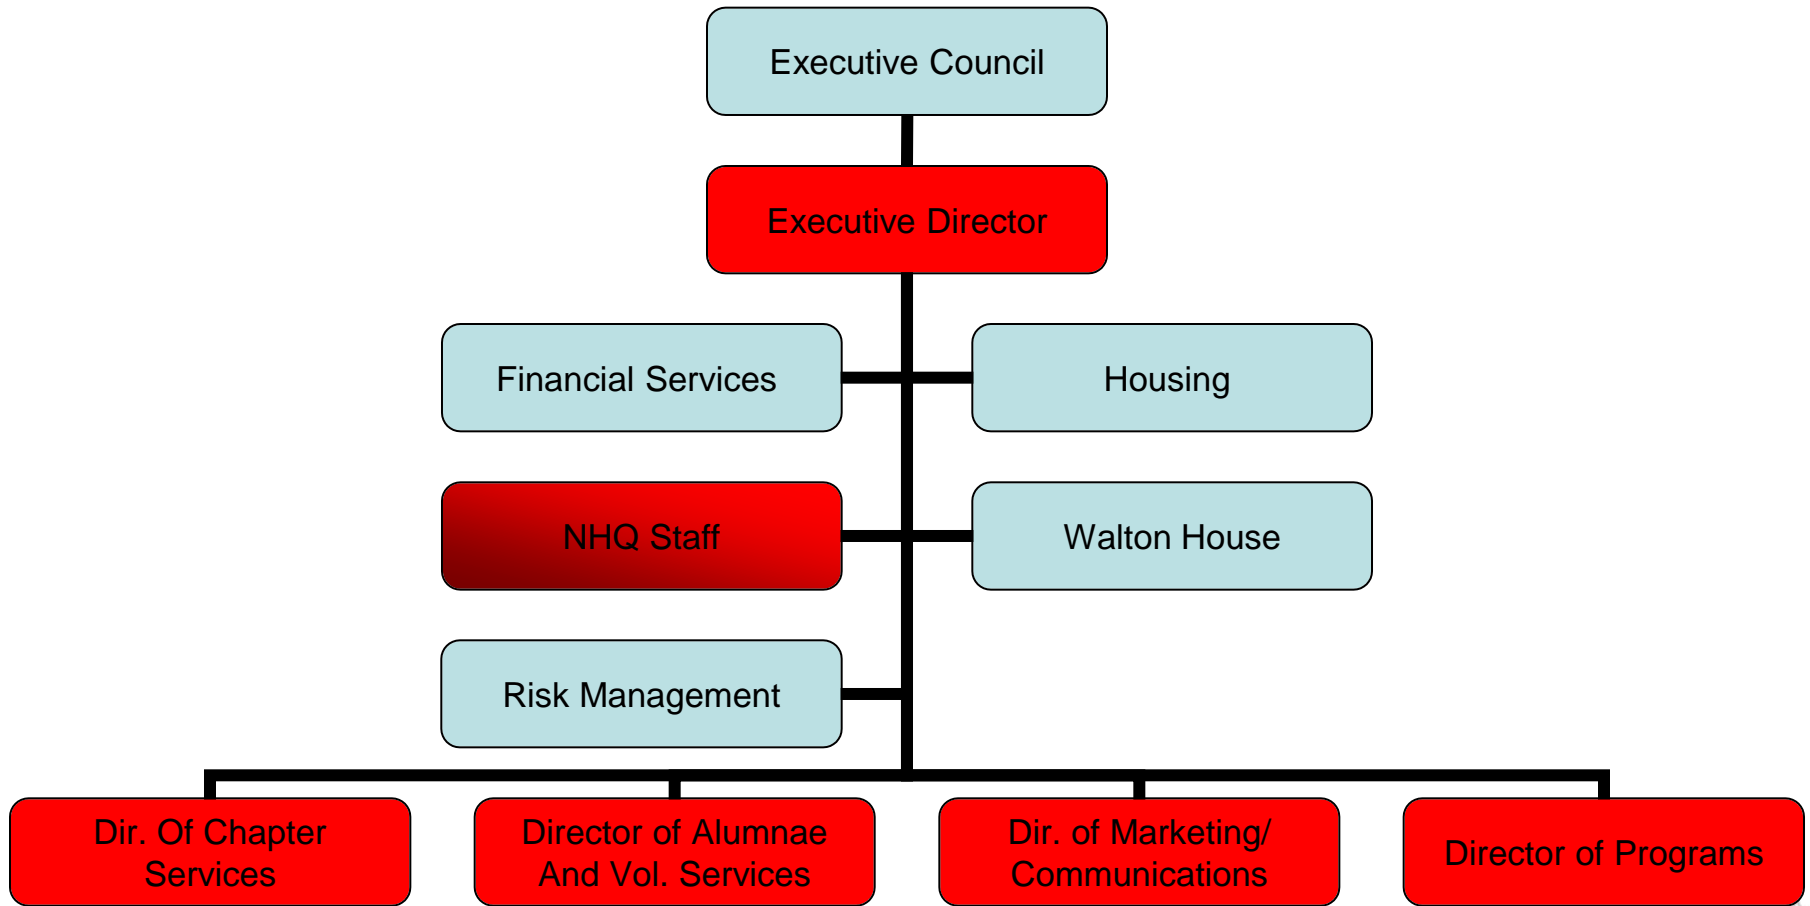 Executive Council
Executive Director
Financial Services
Housing
NHQ Staff
Walton House
Risk Management
Dir. Of Chapter
Services
Director of Alumnae
And Vol. Services
Dir. of Marketing/
Communications
Director of Programs